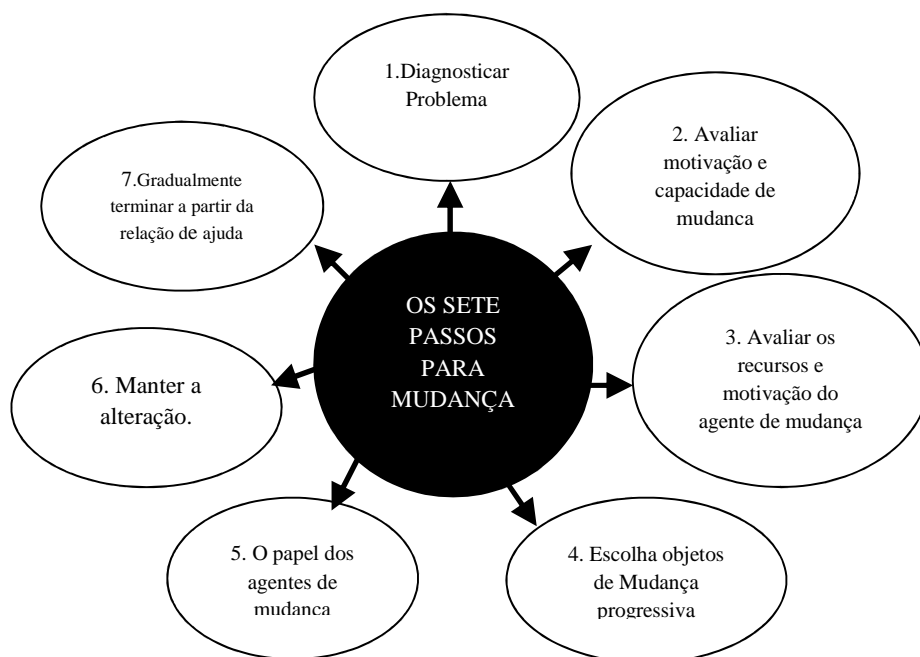 1.Diagnosticar
Problema
2. Avaliar
motivação e
capacidade de
mudanca
3. Avaliar os
recursos e
motivação do
agente de mudança
4. Escolha objetos
de Mudança
progressiva
5. O papel dos
agentes de
mudanca
6. Manter a
alteração.
7.Gradualmente
terminar a partir da
relação de ajuda
OS SETE
PASSOS
PARA
MUDANÇA